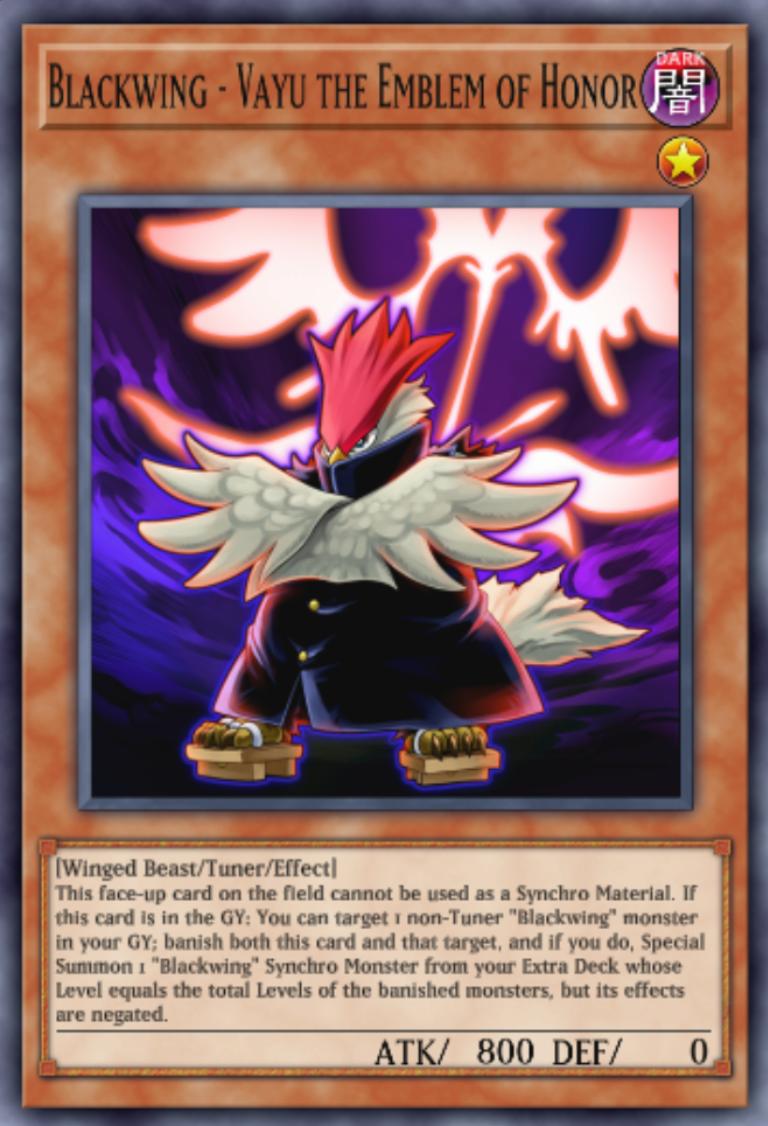 BLACKWING - VAYU THE EMBLEM OF HONOR
DARK
闇
[Winged Beast/Tuner/Effect]
This face-up card on the field cannot be used as a Synchro Material. If
this card is in the GY: You can target 1 non-Tuner "Blackwing" monster
in your GY; banish both this card and that target, and if you do, Special
Summon 1 "Blackwing" Synchro Monster from your Extra Deck whose
Level equals the total Levels of the banished monsters, but its effects
are negated.
ATK/ 800 DEF/ 0